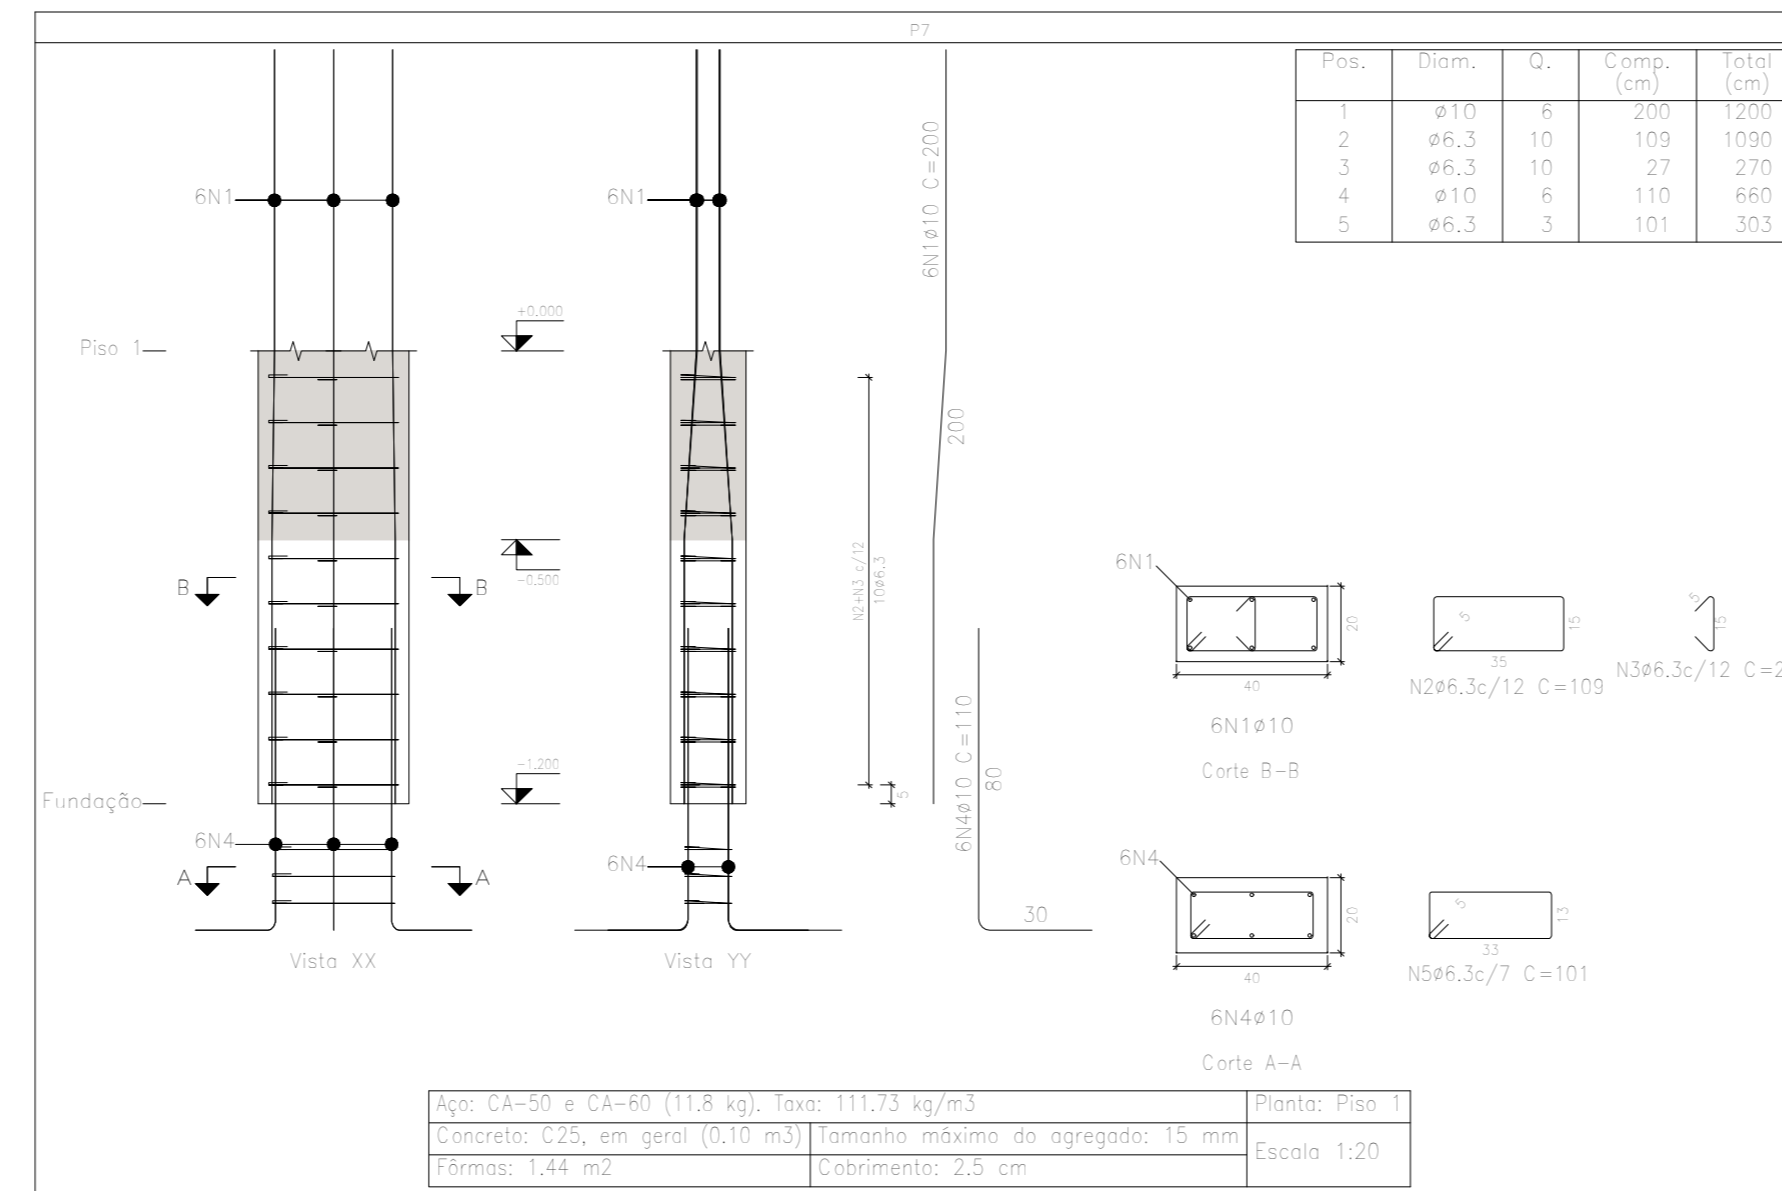 P7
Pos. Diam. Q. Comp. (cm) Total (cm)
1 ø10 6 200 1200
2 ø6.3 10 109 1090
3 ø6.3 10 27 270
4 ø10 6 110 660
5 ø6.3 3 101 303
6N1
6N1
6N1ø10 C=200
+0.000
Piso 1
200
B
B
-0.500
N2+N3 c/12
10ø6.3
6N1
20
40
6N1ø10
Corte B-B
5
15
35
N2ø6.3c/12 C=109
5
15
N3ø6.3c/12 C=2
-1.200
Fundação
5
6N4ø10 C=110
80
6N4
6N4
A
A
30
Vista XX
Vista YY
6N4
20
40
6N4ø10
Corte A-A
5
13
33
N5ø6.3c/7 C=101
Aço: CA-50 e CA-60 (11.8 kg). Taxa: 111.73 kg/m3
Planta: Piso 1
Concreto: C25, em geral (0.10 m3)
Tamanho máximo do agregado: 15 mm
Escala 1:20
Fôrmas: 1.44 m2
Cobrimento: 2.5 cm